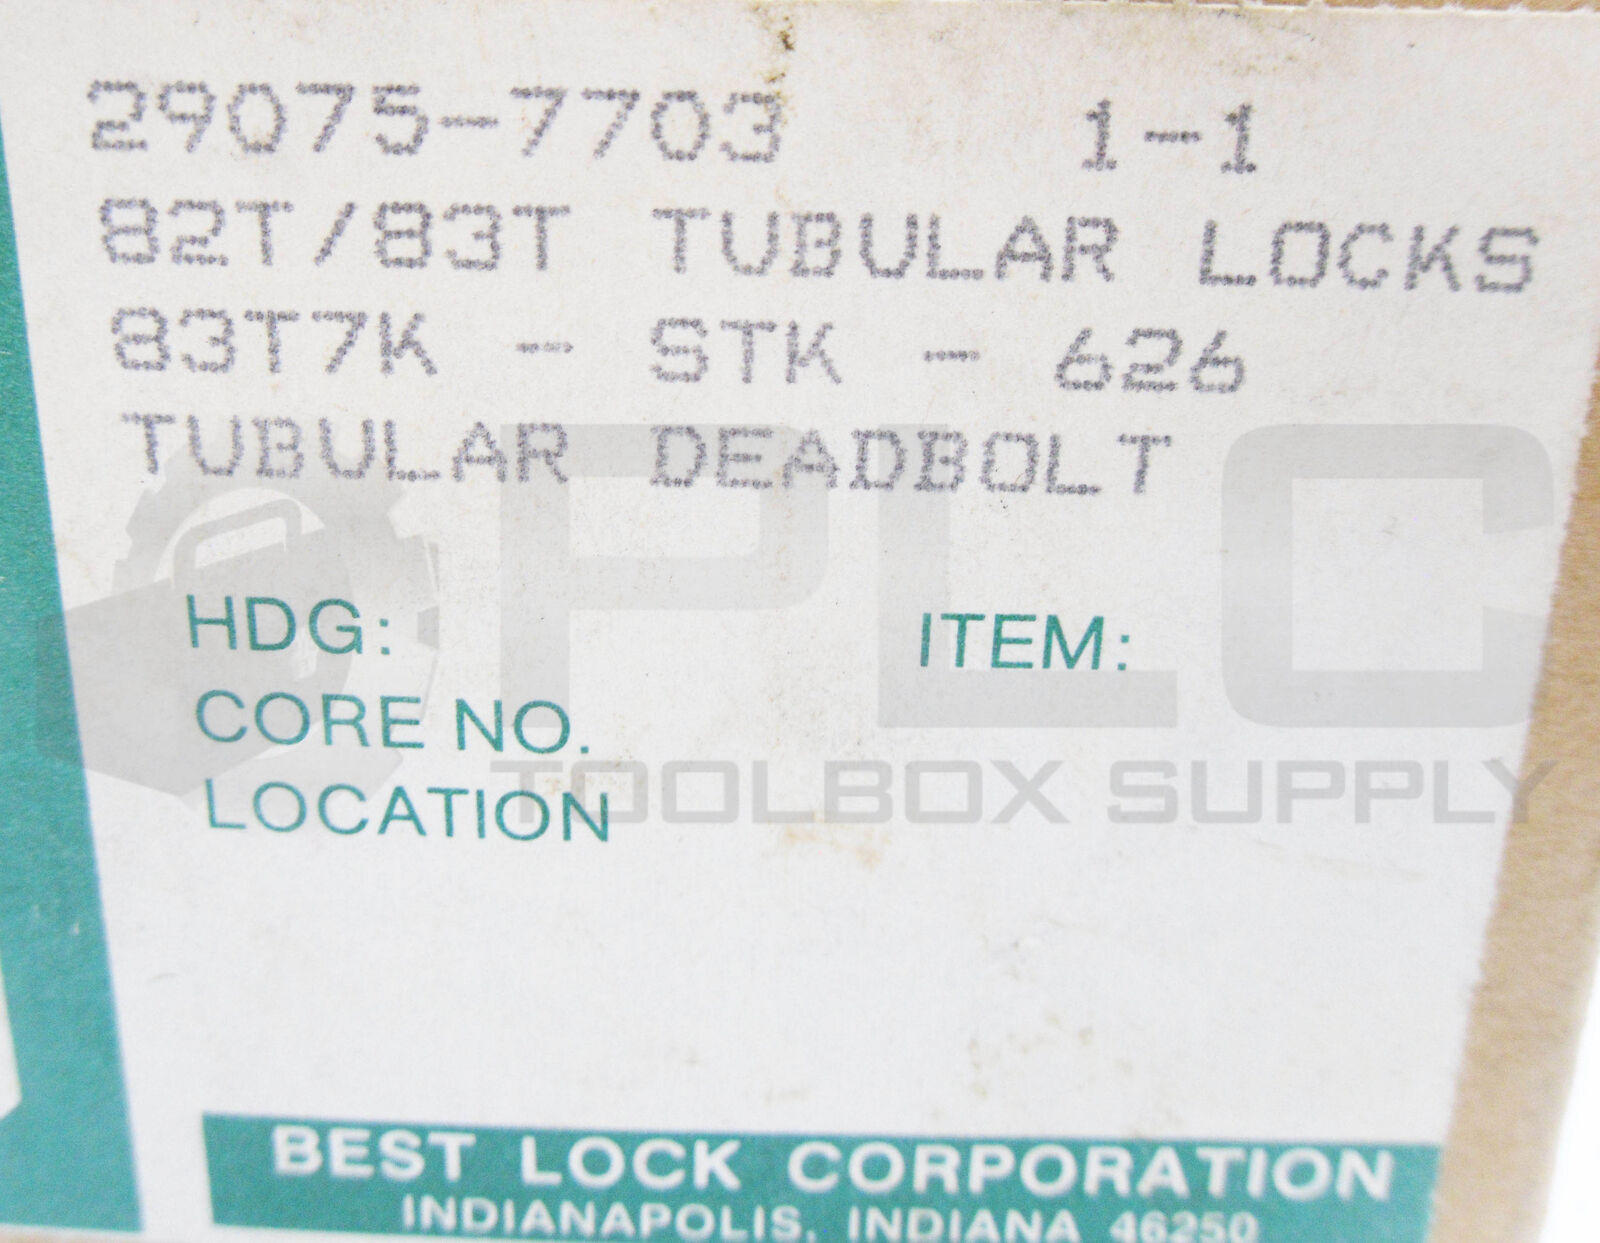 29075-7703 1-1
82T/83T TUBULAR LOCKS
83T7K - STK - 626
TUBULAR DEADBOLT
HDG: ITEM:
CORE NO.
LOCATION
PLC
TOOLBOX SUPPLY
BEST LOCK CORPORATION
INDIANAPOLIS, INDIANA 46250